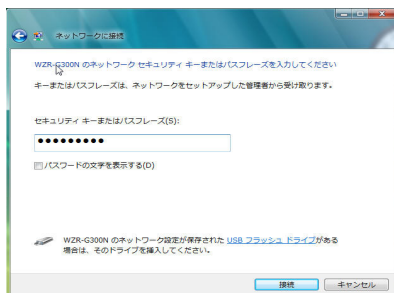 ネットワークに接続
WZR-G300N のネットワーク セキュリティ キーまたはパスフレーズを入力してください
キーまたはパスフレーズは、ネットワークをセットアップした管理者から受け取ります。
セキュリティ キーまたはパスフレーズ(S):
●●●●●●●●●
パスワードの文字を表示する(D)
WZR-G300N のネットワーク設定が保存された USB フラッシュ ドライブがある
場合は、そのドライブを挿入してください。
接続
キャンセル